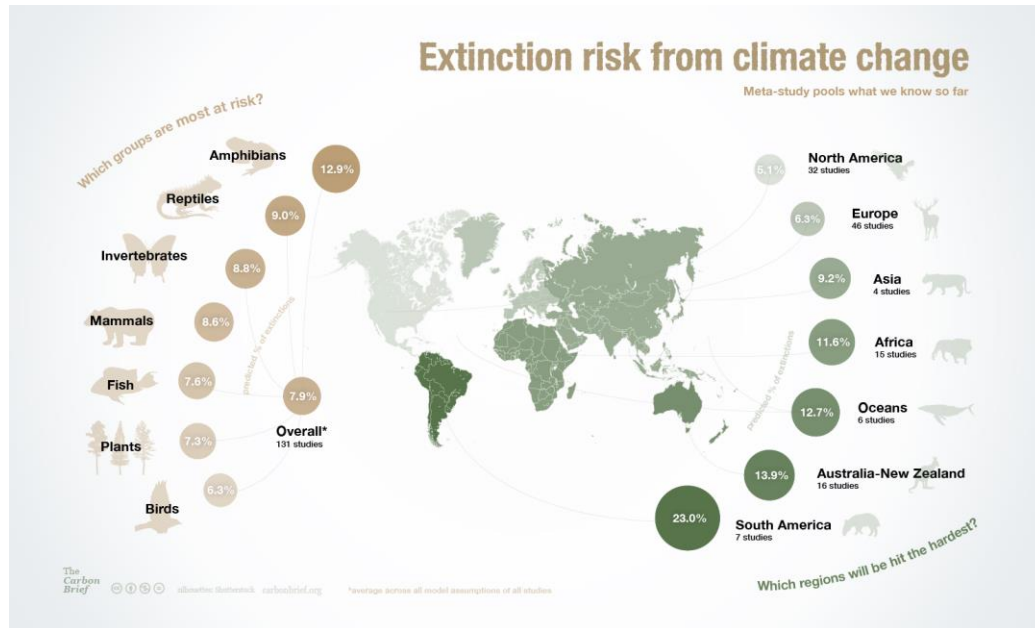 Extinction risk from climate change
Meta-study pools what we know so far
Which groups are most at risk?
Amphibians
12.9%
Reptiles
9.0%
Invertebrates
8.8%
Mammals
8.6%
Fish
7.6%
Plants
7.3%
Birds
6.3%
predicted % of extinctions
7.9%
Overall*
131 studies
North America
32 studies
5.1%
Europe
46 studies
6.3%
Asia
4 studies
9.2%
Africa
15 studies
11.6%
Oceans
6 studies
12.7%
Australia-New Zealand
16 studies
13.9%
South America
7 studies
23.0%
predicted % of extinctions
Which regions will be hit the hardest?
The
Carbon
Brief
silhouettes: Shutterstock carbonbrief.org
*average across all model assumptions of all studies